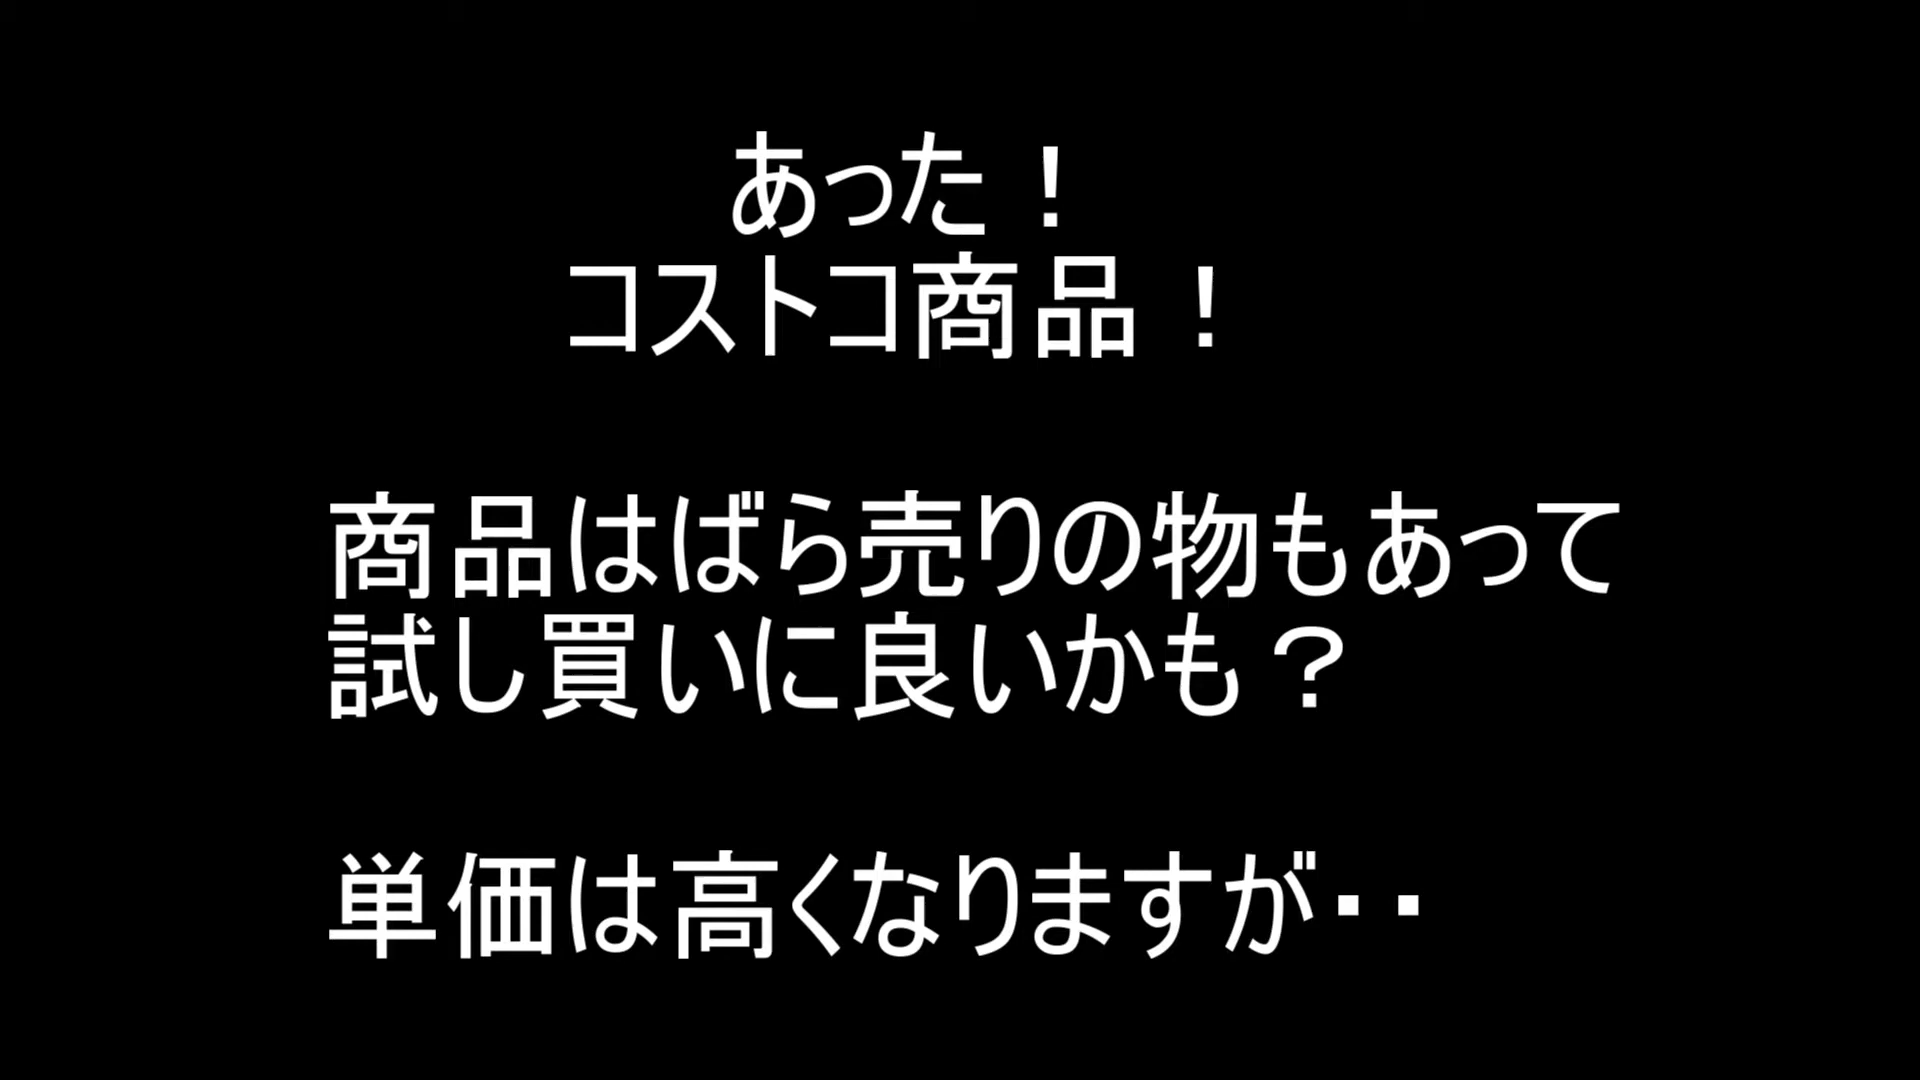 あった！
コストコ商品！
商品はばら売りの物もあって
試し買いに良いかも？
単価は高くなりますが・・